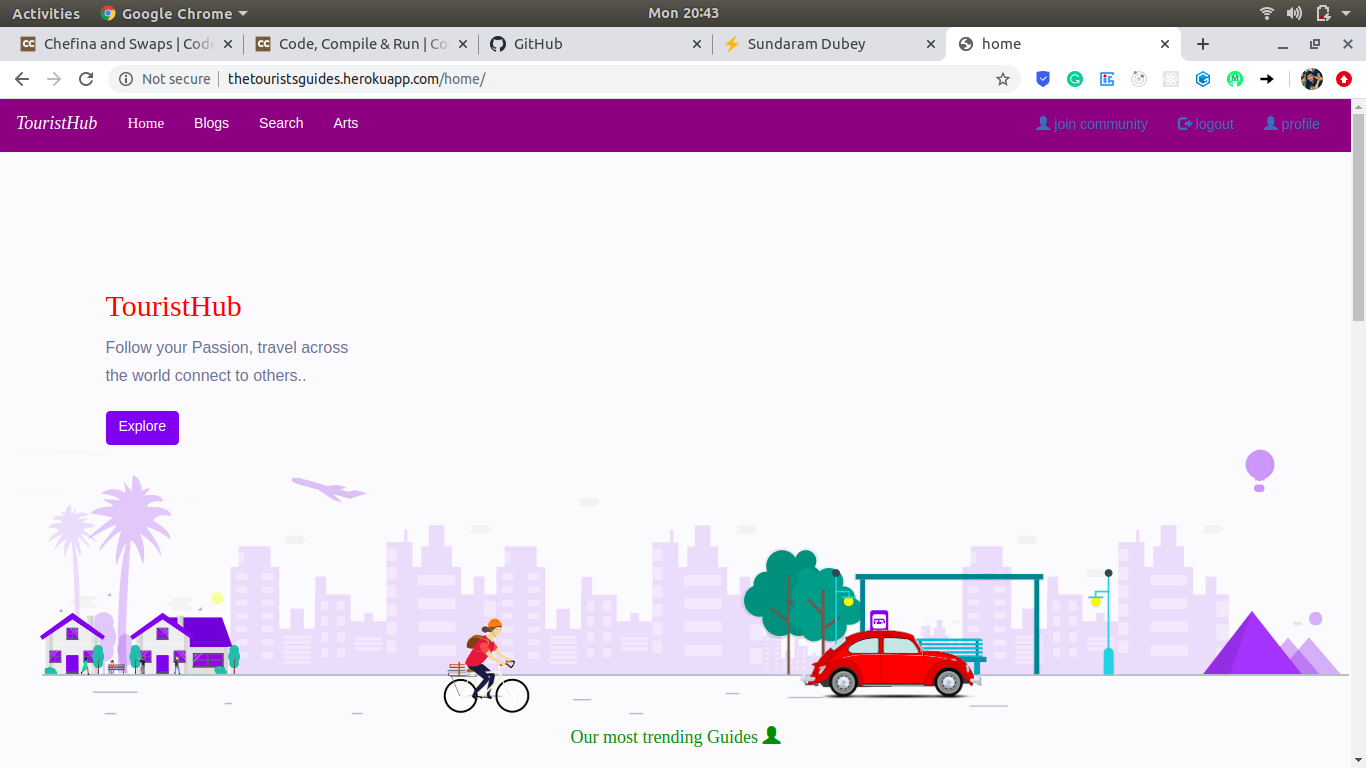 Activities Google Chrome Mon 20:43
Chefina and Swaps | Code Code, Compile & Run | Co GitHub Sundaram Dubey home
Not secure thetouristsguides.herokuapp.com/home/
TouristHub Home Blogs Search Arts join community logout profile
TouristHub
Follow your Passion, travel across
the world connect to others..
Explore
Our most trending Guides